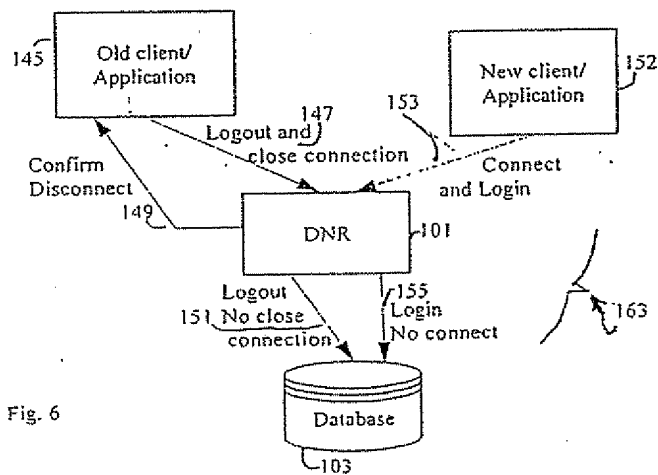 145
Old client/
Application
New client/
Application
152
147
153
Logout and
close connection
Connect
and Login
Confirm
Disconnect
149
DNR
101
Logout
151 No close
connection
155
Login
No connect
163
Fig. 6
Database
103